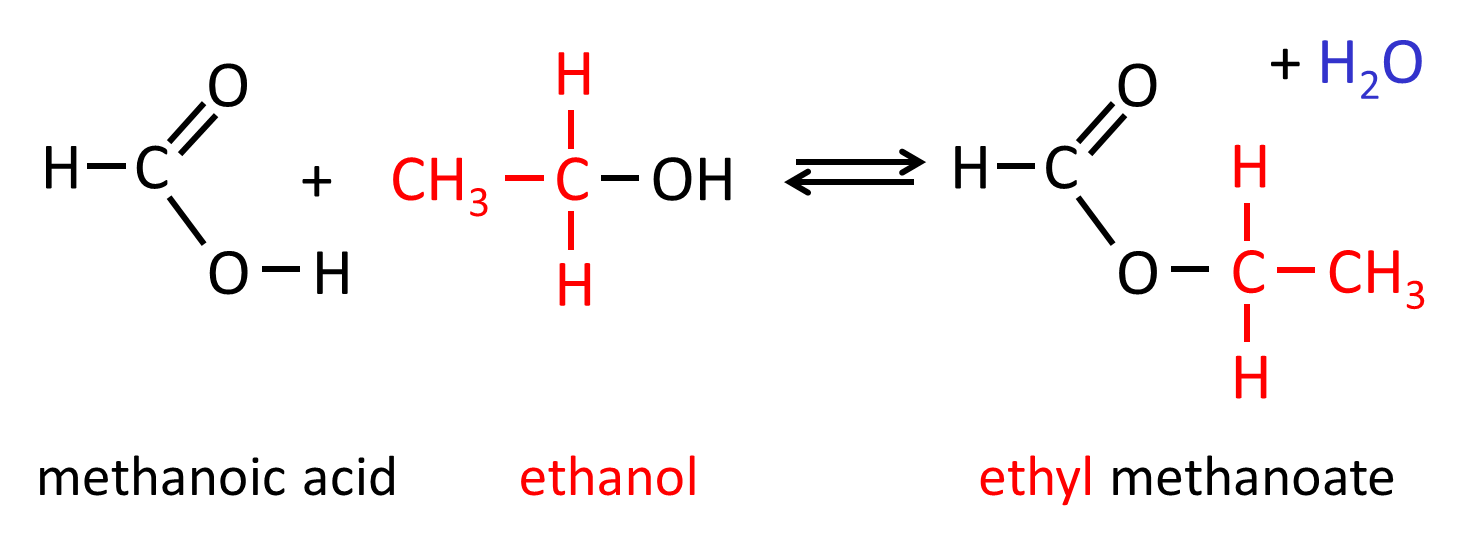 O H O + H₂O
H C + CH₃ C OH H C H
O H H O C CH₃
H
methanoic acid ethanol ethyl methanoate